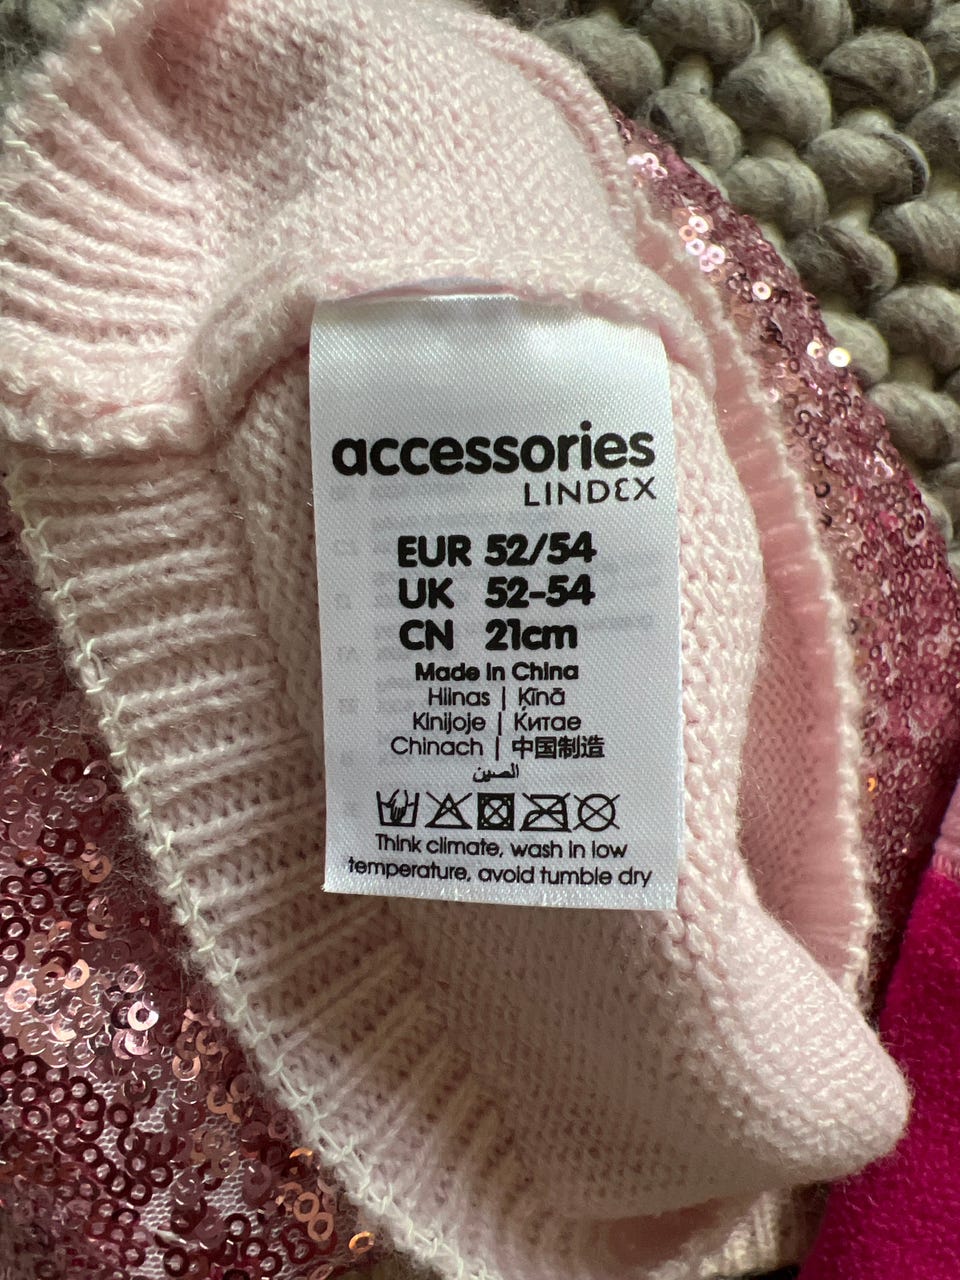 accessories
LINDEX
EUR 52/54
UK 52-54
CN 21cm
Made in China
Hiinas | Ķīnā
Kinijoje | Китае
Chinach | 中国制造
الصين
Think climate, wash in low
temperature, avoid tumble dry